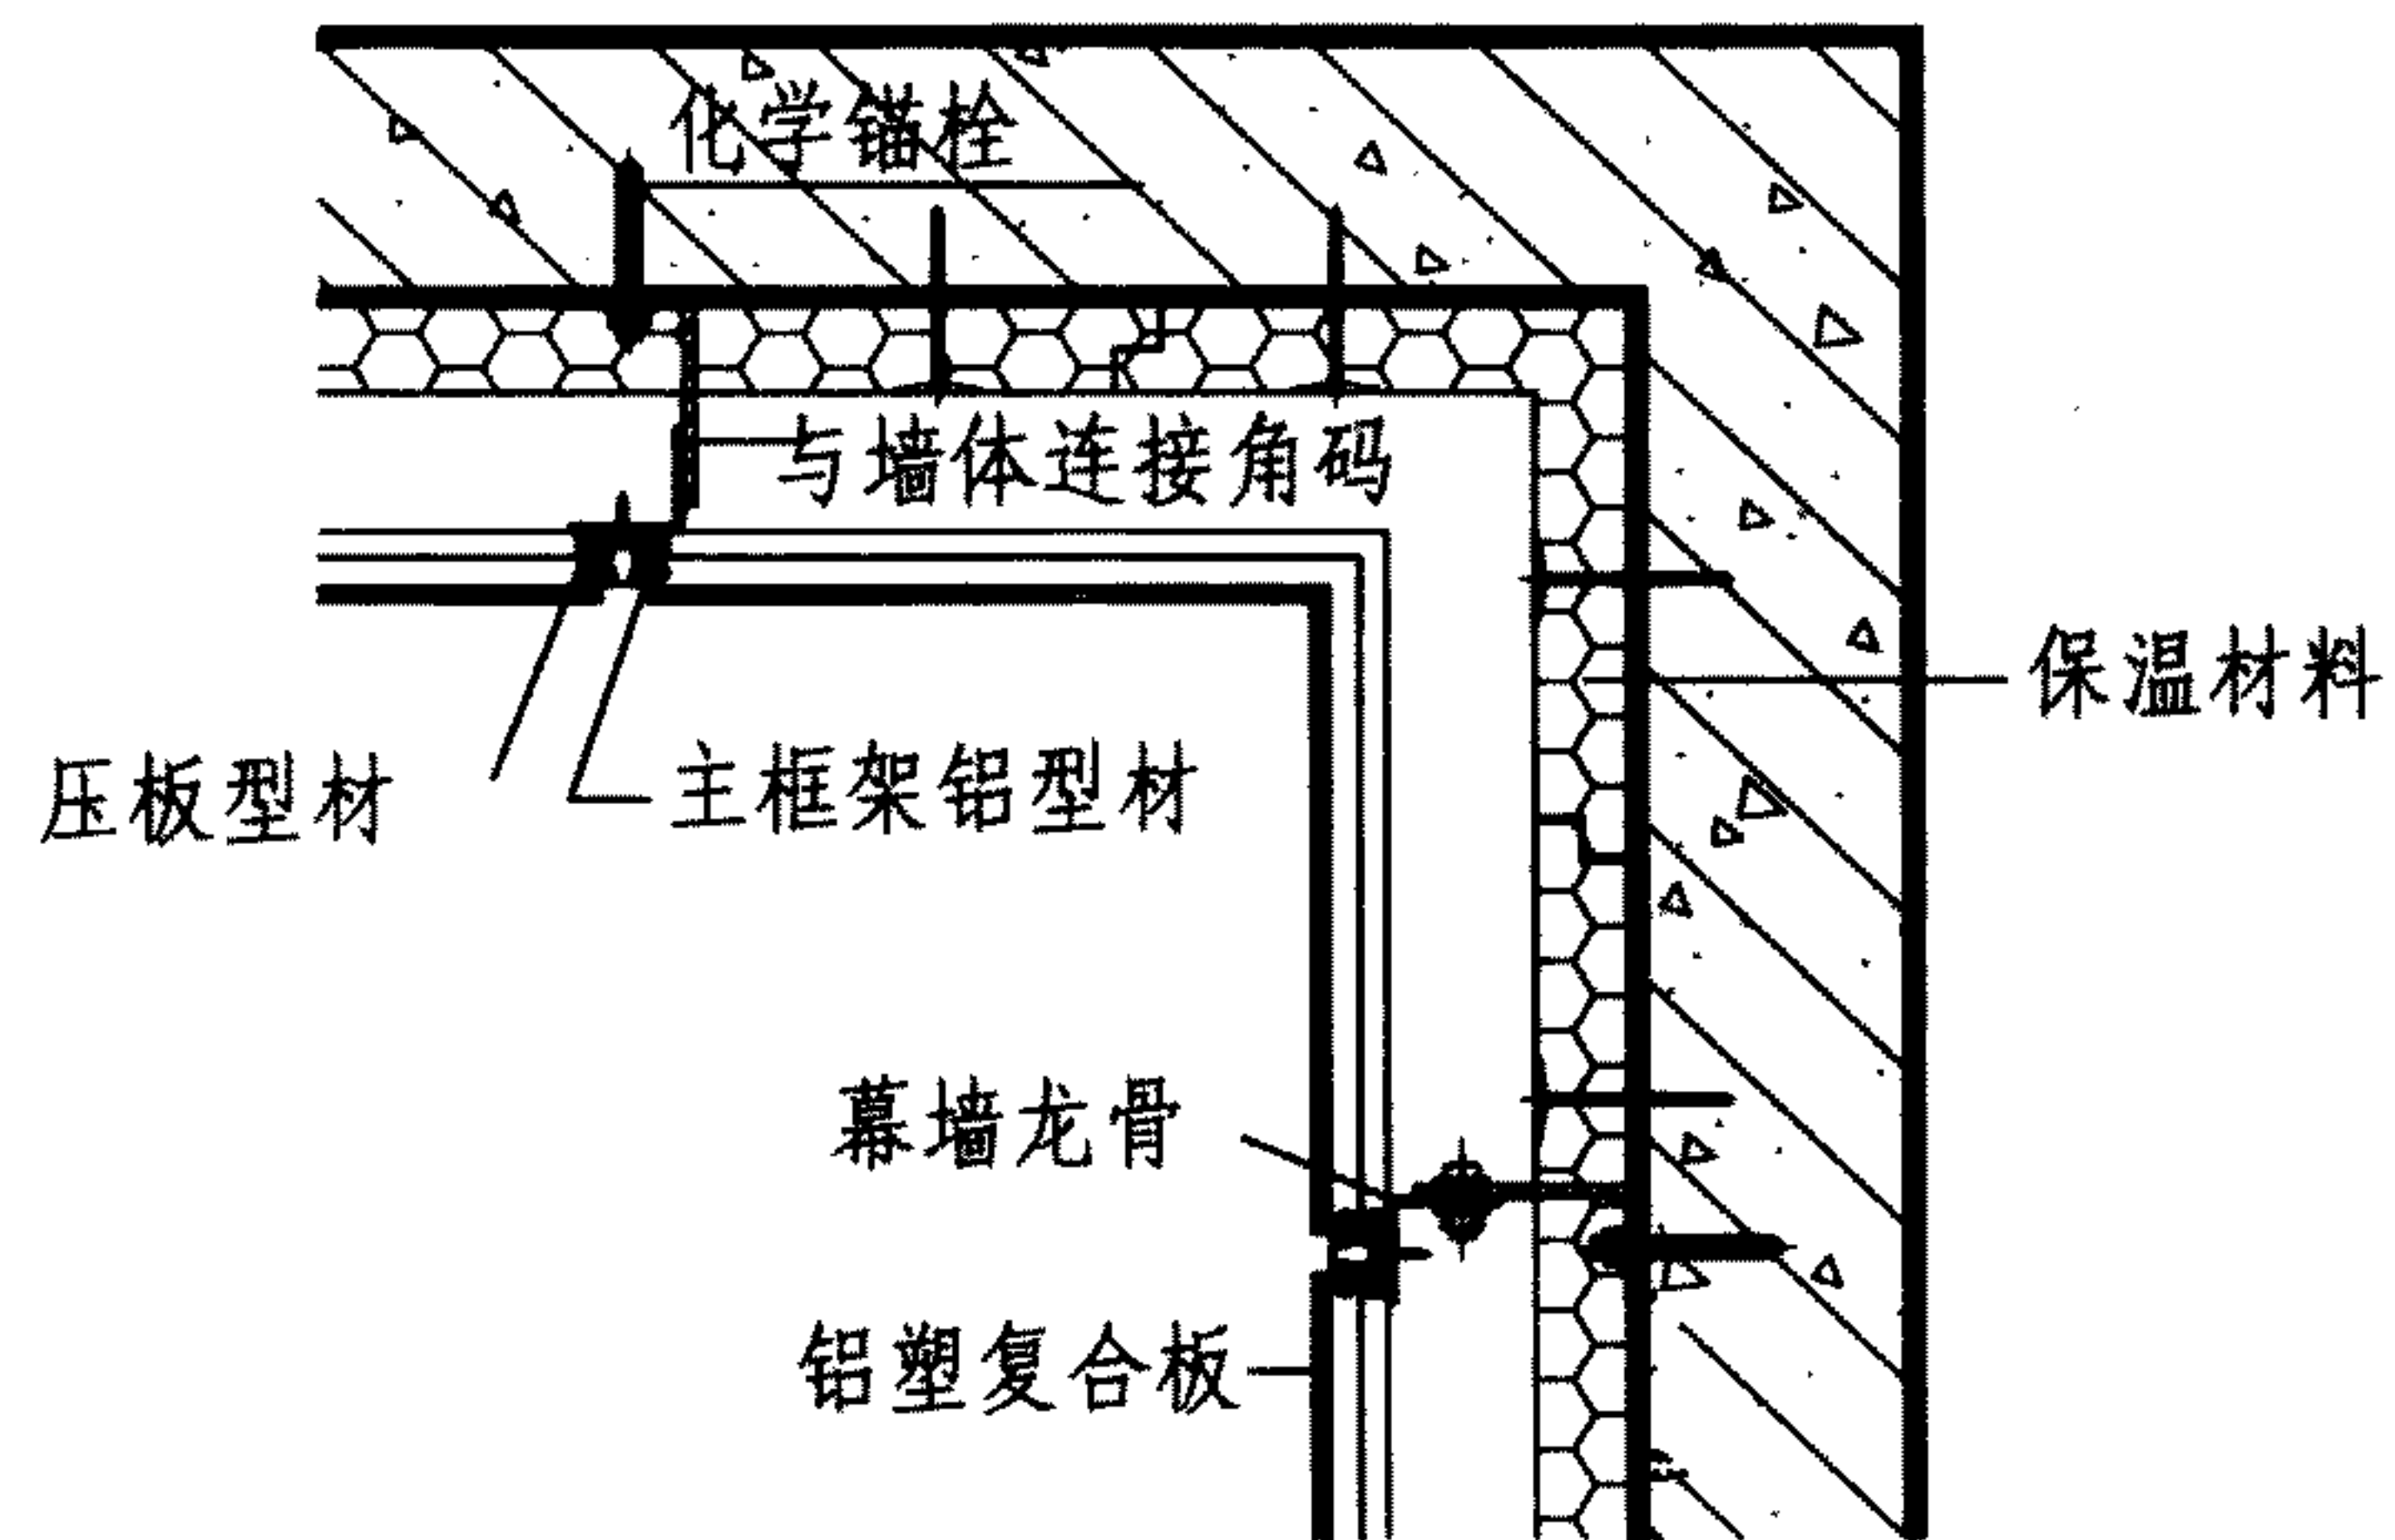 化学锚栓
与墙体连接角码
保温材料
压板型材
主框架铝型材
幕墙龙骨
铝塑复合板